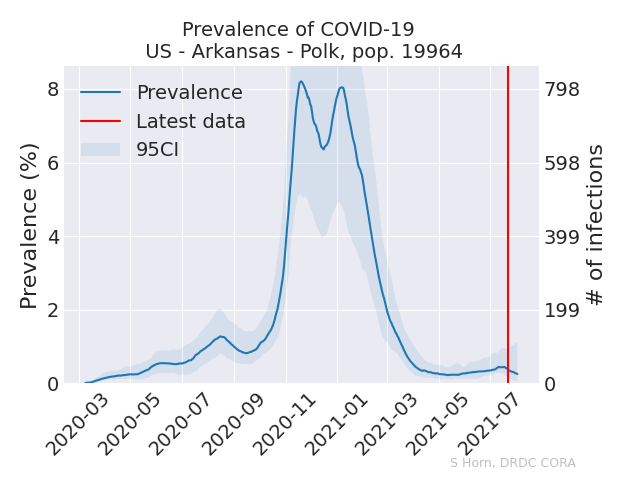 Prevalence of COVID-19
US - Arkansas - Polk, pop. 19964
Prevalence
Latest data
95CI
Prevalence (%)
8
6
4
2
0
# of infections
798
598
399
199
0
2020-03
2020-05
2020-07
2020-09
2020-11
2021-01
2021-03
2021-05
2021-07
S Horn, DRDC CORA